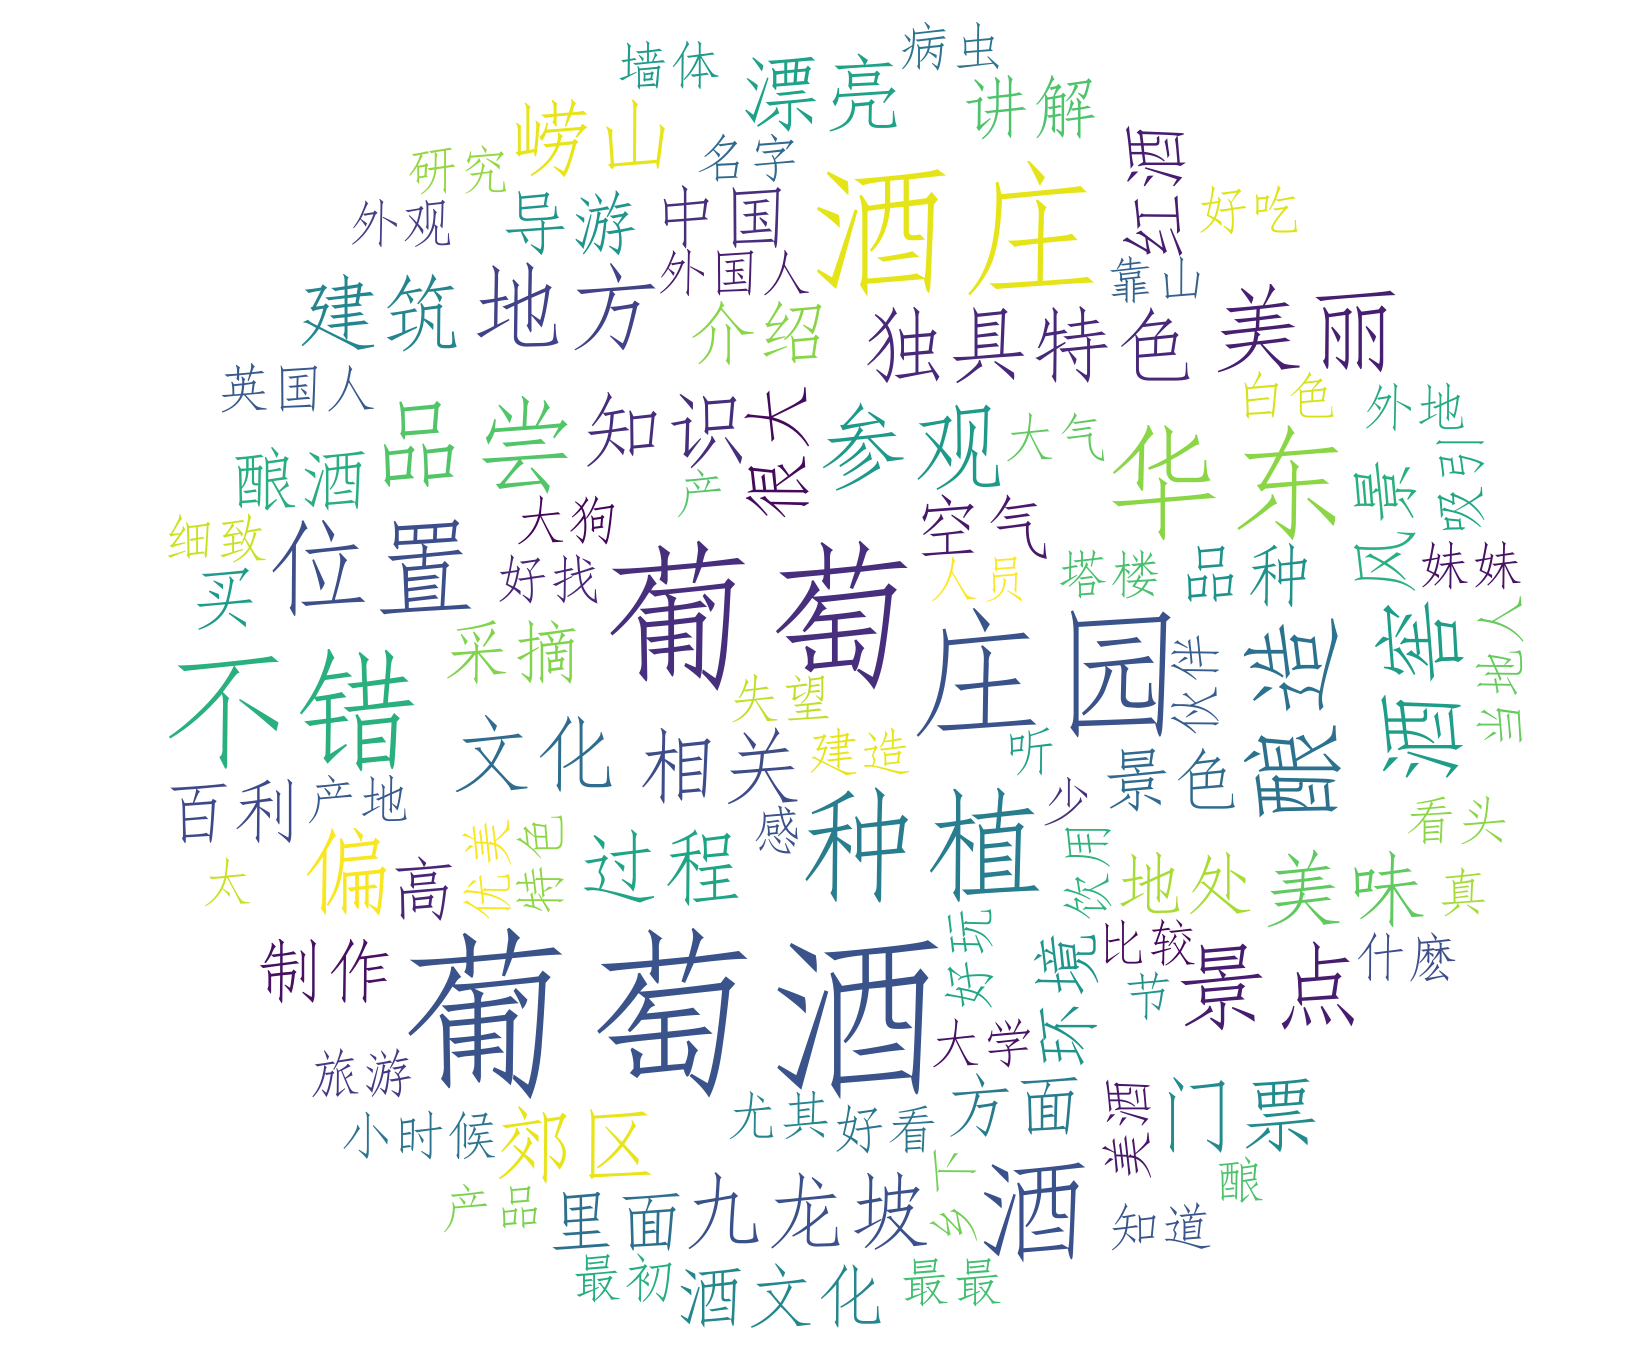 病虫
墙体
漂亮
讲解
崂山
红酒
名字
研究
酒庄
好吃
中国
导游
外观
外国人
靠山
建筑
地方
美丽
介绍
独具特色
英国人
白色
外地
知识
很大
品尝
参观
大气
华东
吸引
风景
酿酒
产
大狗
空气
细致
位置
好找
葡萄
人员
塔楼
品种
妹妹
买
采摘
庄园
伙伴
酿造
酒窖
当地人
不错
失望
文化
相关
建造
听
景色
百利
产地
感
种植
少
看头
太
偏
高
优美
特色
过程
饮用
地处
美味
真
制作
葡萄酒
好玩
环境
比较
节
景点
什麽
旅游
大学
小时候
郊区
尤其
好看
方面
美酒
门票
产品
里面
九龙坡
乡下
酒
知道
酿
最初
酒文化
最最